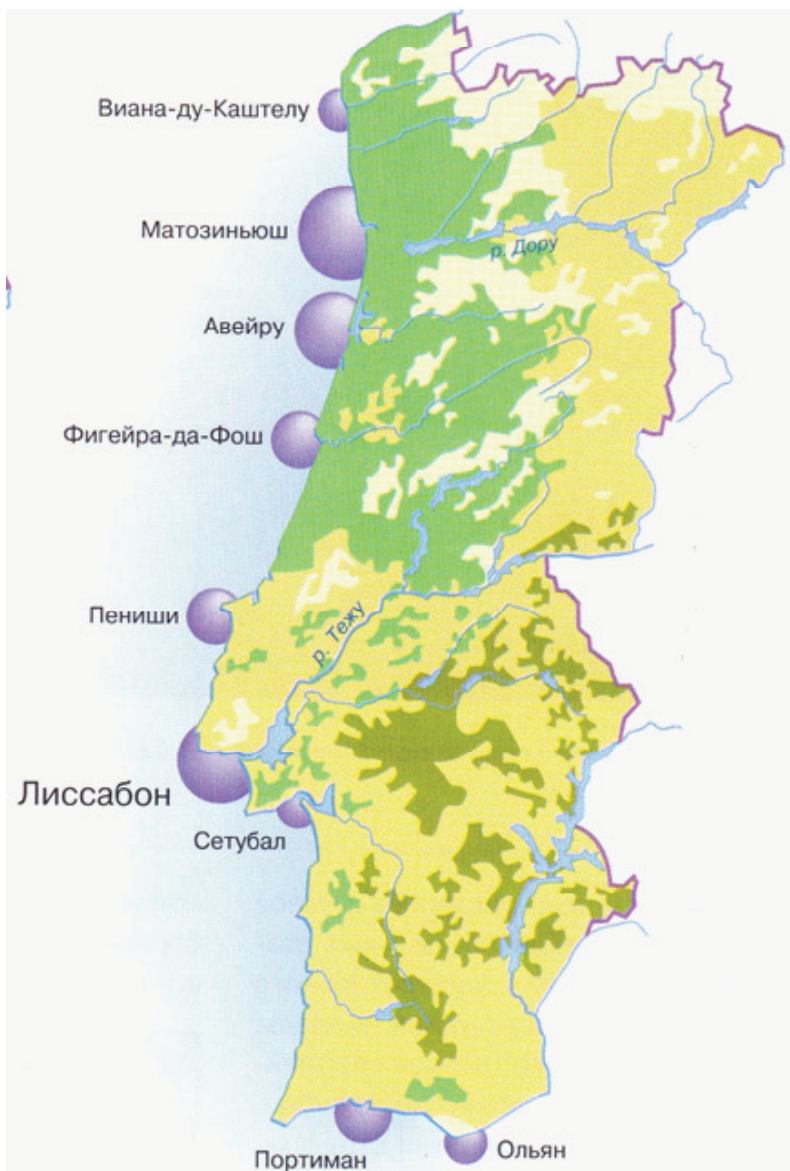 Виана-ду-Каштелу
Матозиньюш
р. Дору
Авейру
Фигейра-да-Фош
Пениши
р. Тежу
Лиссабон
Сетубал
Портиман
Ольян